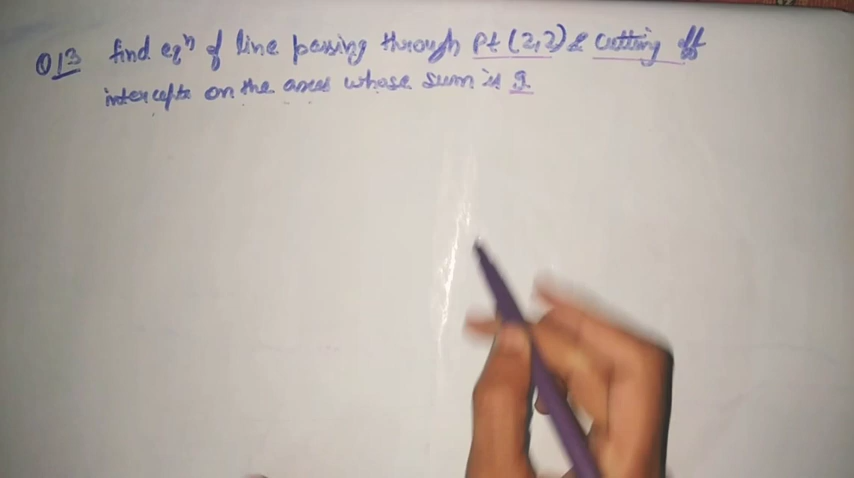 Q13 find eqn of line passing through pt (2,2) & cutting off
intercepts on the axes whose sum is 9